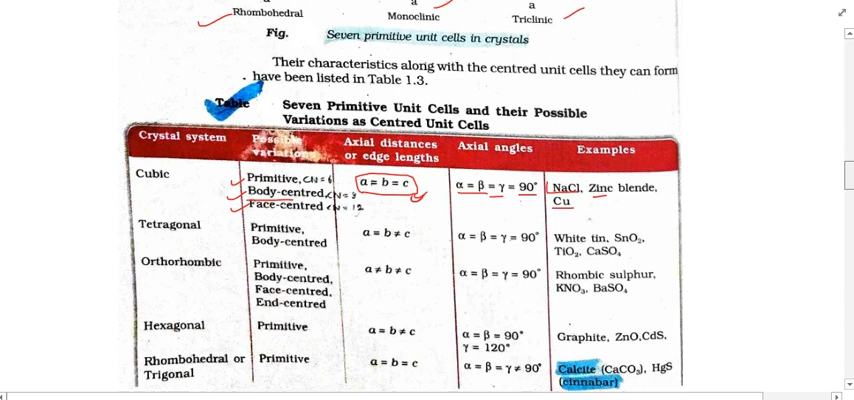 a
a
Rhombohedral Monoclinic Triclinic
Fig. Seven primitive unit cells in crystals
Their characteristics along with the centred unit cells they can form
have been listed in Table 1.3.
Table Seven Primitive Unit Cells and their Possible
Variations as Centred Unit Cells
Crystal system Possible variations Axial distances or edge lengths Axial angles Examples
Cubic Primitive, CN = 6 a = b = c α = β = γ = 90° NaCl, Zinc blende,
Body-centred, CN = 8 Cu
Face-centred CN = 12
Tetragonal Primitive, a = b ≠ c α = β = γ = 90° White tin, SnO₂,
Body-centred TiO₂, CaSO₄
Orthorhombic Primitive, a ≠ b ≠ c α = β = γ = 90° Rhombic sulphur,
Body-centred, KNO₃, BaSO₄
Face-centred,
End-centred
Hexagonal Primitive a = b ≠ c α = β = 90° Graphite, ZnO,CdS,
γ = 120°
Rhombohedral or Primitive a = b = c α = β = γ ≠ 90° Calcite (CaCO₃), HgS
Trigonal (cinnabar)